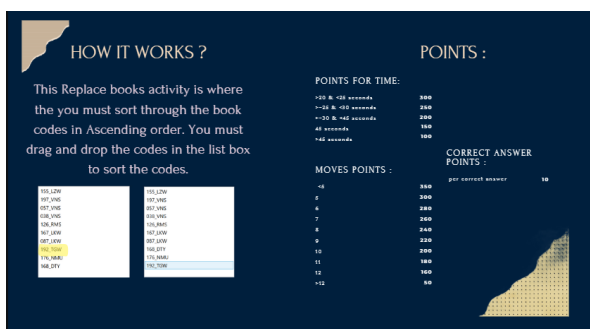 HOW IT WORKS ?
This Replace books activity is where
the you must sort through the book
codes in Ascending order. You must
drag and drop the codes in the list box
to sort the codes.
155_LZW
197_VNS
057_VNS
038_VNS
126_RMS
167_LKW
087_LKW
192_TGW
176_NMU
168_DTY
155_LZW
197_VNS
057_VNS
038_VNS
126_RMS
167_LKW
087_LKW
168_DTY
176_NMU
192_TGW
POINTS :
POINTS FOR TIME:
>20 & <25 seconds 300
>=25 & <30 seconds 250
>=30 & =45 seconds 200
45 seconds 150
>45 seconds 100
MOVES POINTS :
5 300
6 280
7 260
8 240
9 220
10 200
11 180
12 160
>12 50
CORRECT ANSWER
POINTS :
per correct answer 10